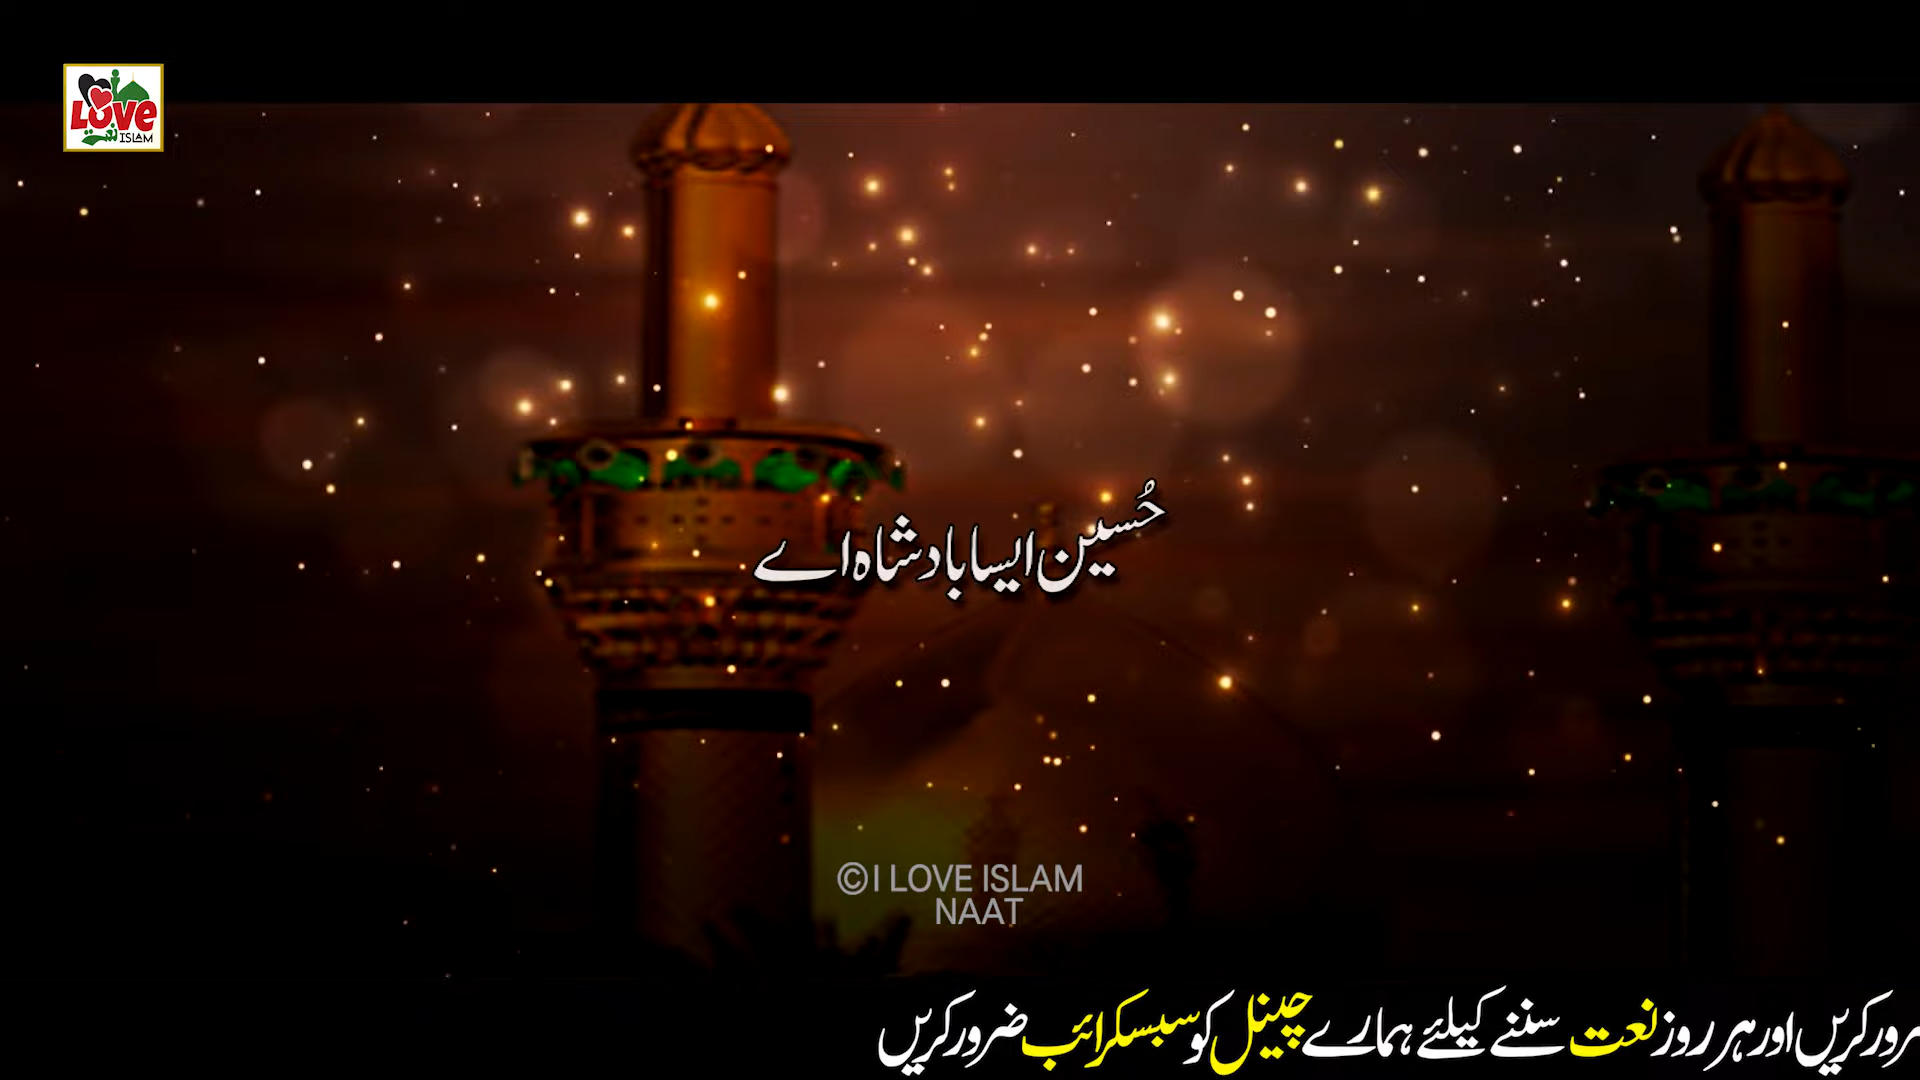 Love
نعت ISLAM
حُسین ایسا بادشاہ اے
©I LOVE ISLAM
NAAT
کریں اور ہر روز نعت سننے کیلئے ہمارے چینل کو سبسکرائب ضرور کریں